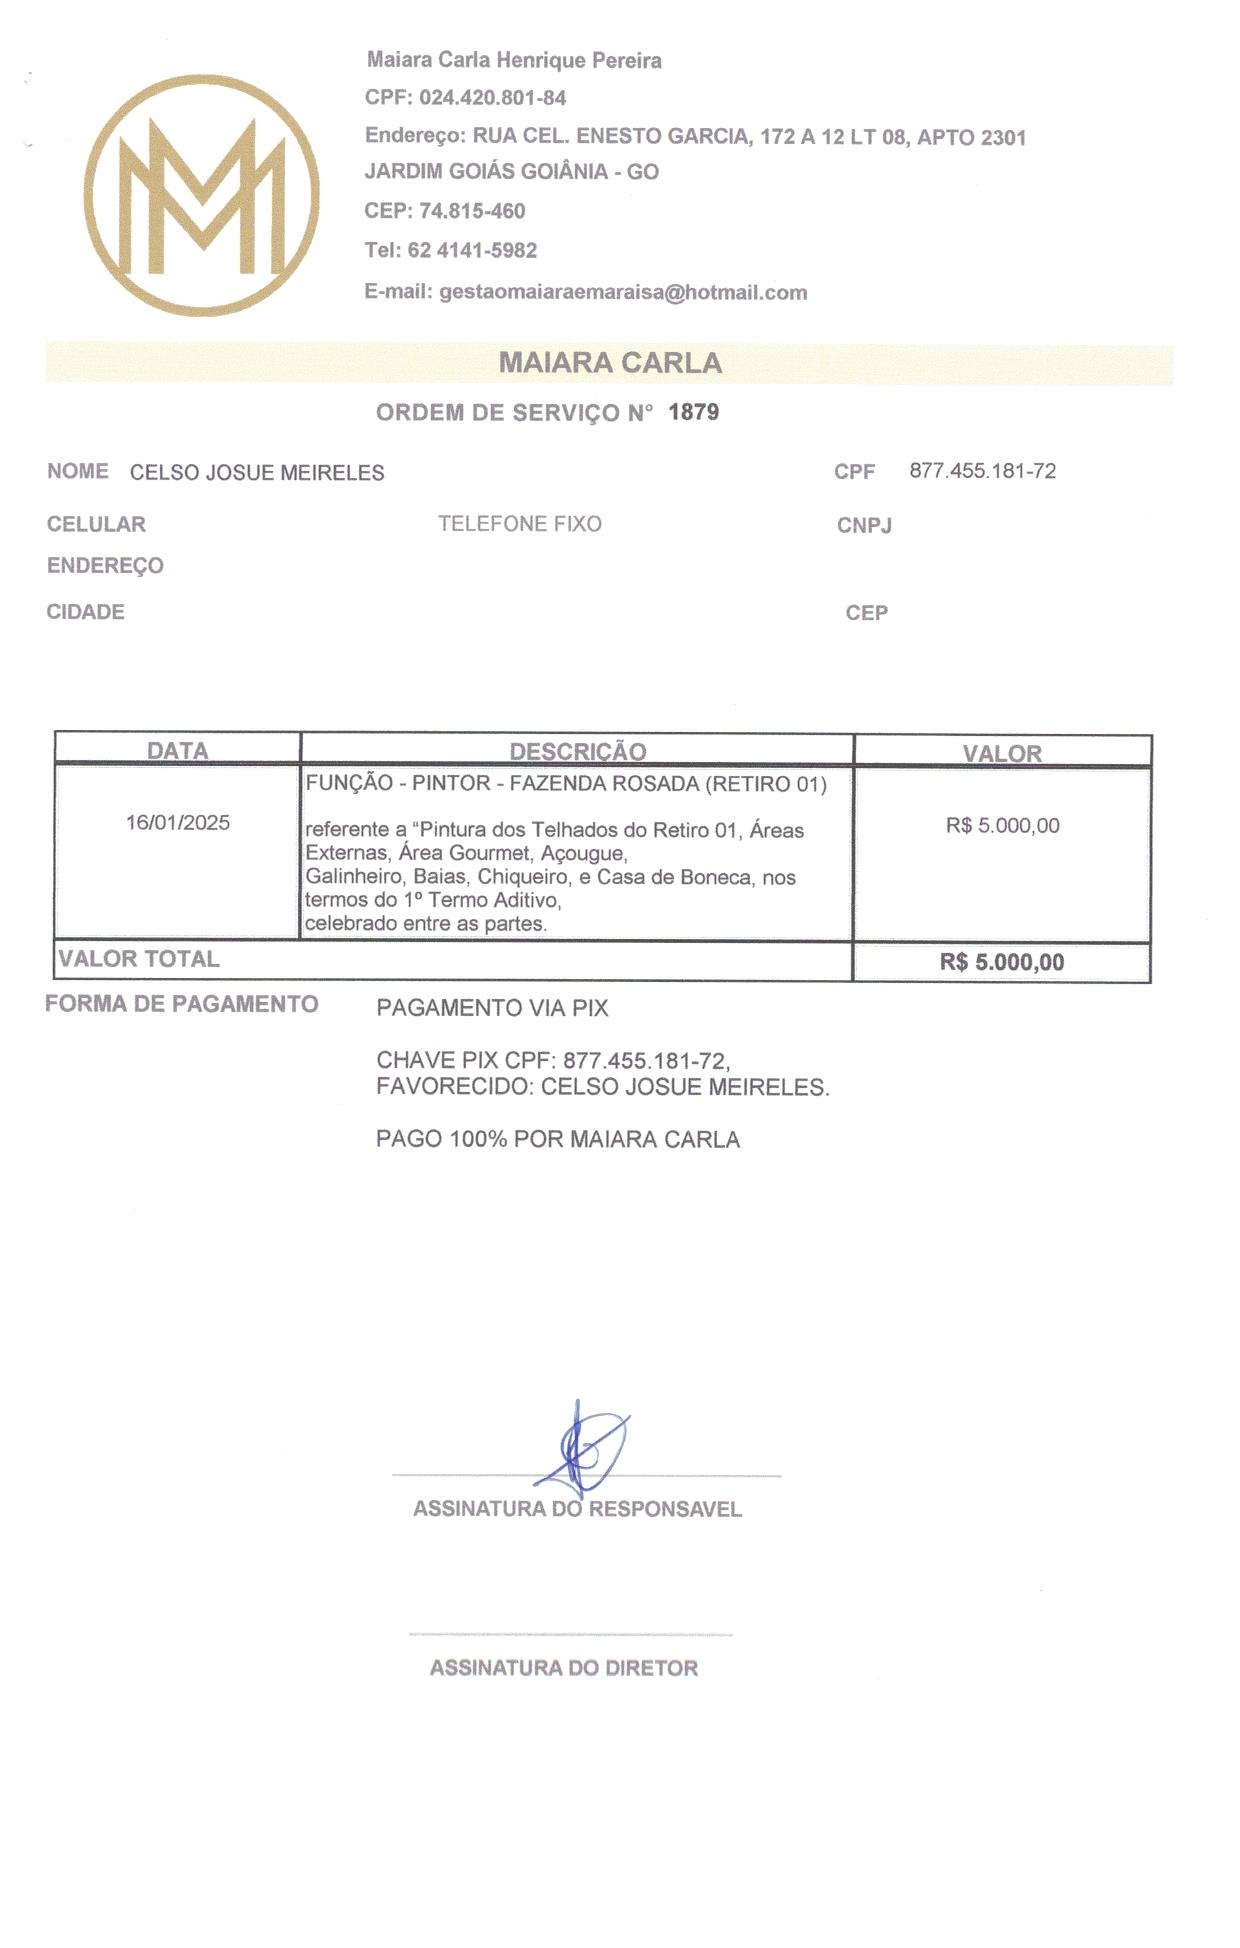 Maiara Carla Henrique Pereira
CPF: 024.420.801-84
Endereço: RUA CEL. ENESTO GARCIA, 172 A 12 LT 08, APTO 2301
JARDIM GOIÁS GOIÂNIA - GO
CEP: 74.815-460
Tel: 62 4141-5982
E-mail: gestaomaiaraemaraisa@hotmail.com
MAIARA CARLA
ORDEM DE SERVIÇO N° 1879
NOME CELSO JOSUE MEIRELES CPF 877.455.181-72
CELULAR TELEFONE FIXO CNPJ
ENDEREÇO
CIDADE CEP
DATA DESCRIÇÃO VALOR
FUNÇÃO - PINTOR - FAZENDA ROSADA (RETIRO 01)
16/01/2025 referente a “Pintura dos Telhados do Retiro 01, Áreas R$ 5.000,00
Externas, Área Gourmet, Açougue,
Galinheiro, Baias, Chiqueiro, e Casa de Boneca, nos
termos do 1º Termo Aditivo,
celebrado entre as partes.
VALOR TOTAL R$ 5.000,00
FORMA DE PAGAMENTO PAGAMENTO VIA PIX
CHAVE PIX CPF: 877.455.181-72,
FAVORECIDO: CELSO JOSUE MEIRELES.
PAGO 100% POR MAIARA CARLA
ASSINATURA DO RESPONSAVEL
ASSINATURA DO DIRETOR